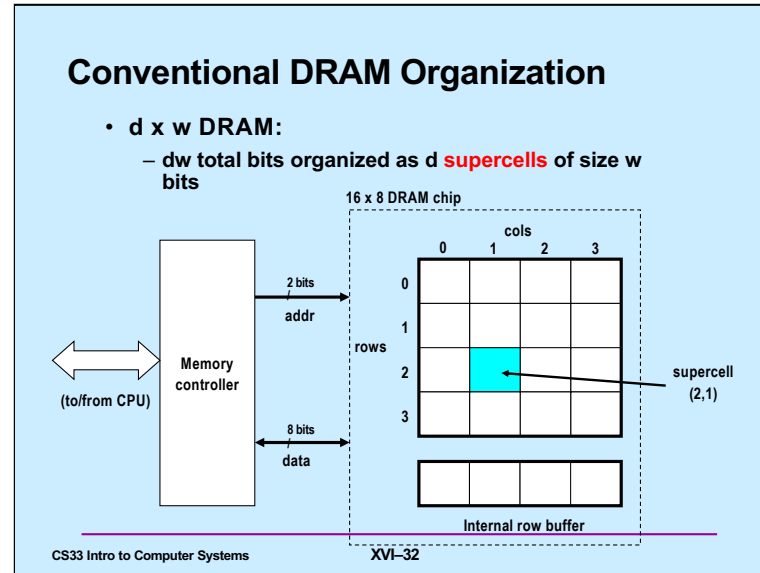 Conventional DRAM Organization
• d x w DRAM:
– dw total bits organized as d supercells of size w
bits
16 x 8 DRAM chip
cols
0 1 2 3
0
2 bits
addr
1
rows
Memory
controller
2
supercell
(2,1)
(to/from CPU)
3
8 bits
data
Internal row buffer
CS33 Intro to Computer Systems XVI–32